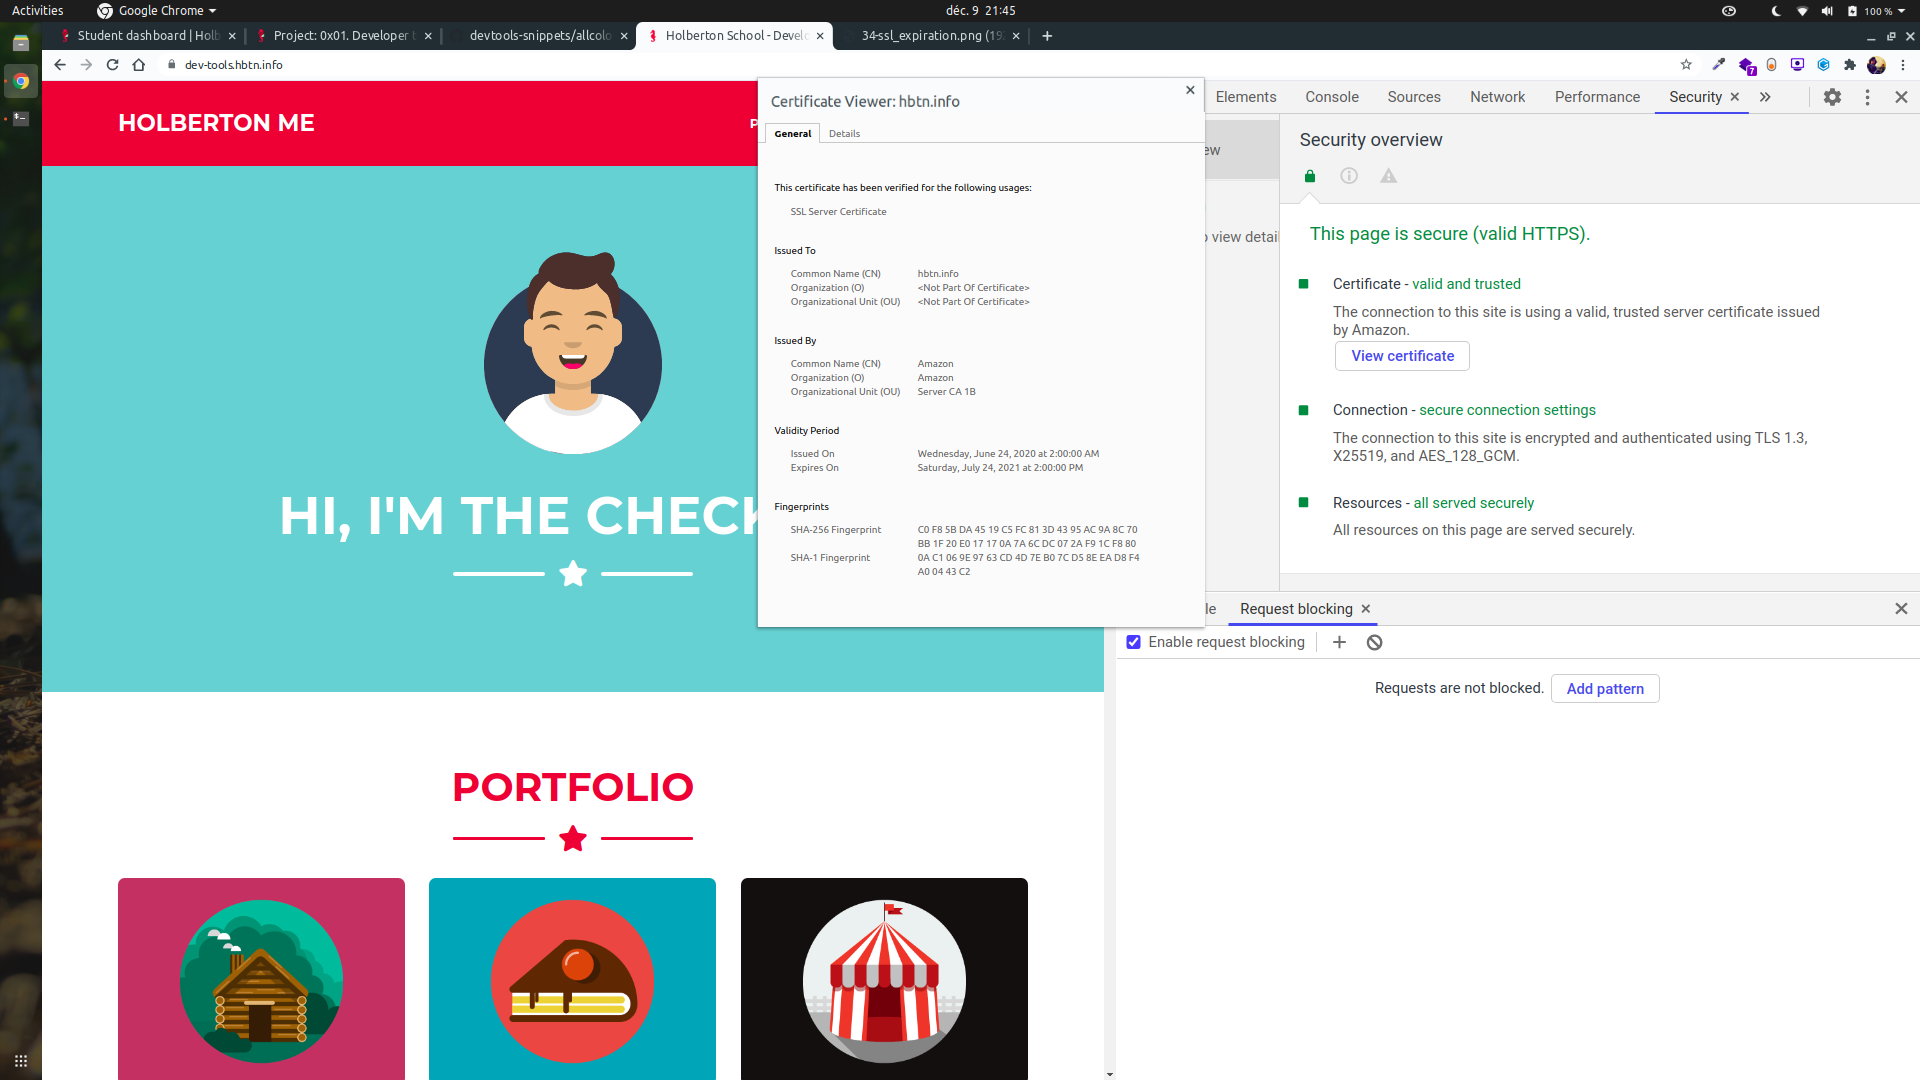 Activities
Google Chrome
déc. 9 21:45
100 %
Student dashboard | Holb
Project: 0x01. Developer t
devtools-snippets/allcolo
Holberton School - Develo
34-ssl_expiration.png (19
dev-tools.hbtn.info
7
HOLBERTON ME
P
HI, I'M THE CHECK
PORTFOLIO
Certificate Viewer: hbtn.info
General
Details
This certificate has been verified for the following usages:
SSL Server Certificate
Issued To
Common Name (CN) hbtn.info
Organization (O) <Not Part Of Certificate>
Organizational Unit (OU) <Not Part Of Certificate>
Issued By
Common Name (CN) Amazon
Organization (O) Amazon
Organizational Unit (OU) Server CA 1B
Validity Period
Issued On Wednesday, June 24, 2020 at 2:00:00 AM
Expires On Saturday, July 24, 2021 at 2:00:00 PM
Fingerprints
SHA-256 Fingerprint C0 F8 5B DA 45 19 C5 FC 81 3D 43 95 AC 9A 8C 70
BB 1F 20 E0 17 17 0A 7A 6C DC 07 2A F9 1C F8 80
SHA-1 Fingerprint 0A C1 06 9E 97 63 CD 4D 7E B0 7C D5 8E EA D8 F4
A0 04 43 C2
Elements
Console
Sources
Network
Performance
Security
ew
o view detail
Security overview
This page is secure (valid HTTPS).
Certificate - valid and trusted
The connection to this site is using a valid, trusted server certificate issued
by Amazon.
View certificate
Connection - secure connection settings
The connection to this site is encrypted and authenticated using TLS 1.3,
X25519, and AES_128_GCM.
Resources - all served securely
All resources on this page are served securely.
le
Request blocking
Enable request blocking
Requests are not blocked.
Add pattern